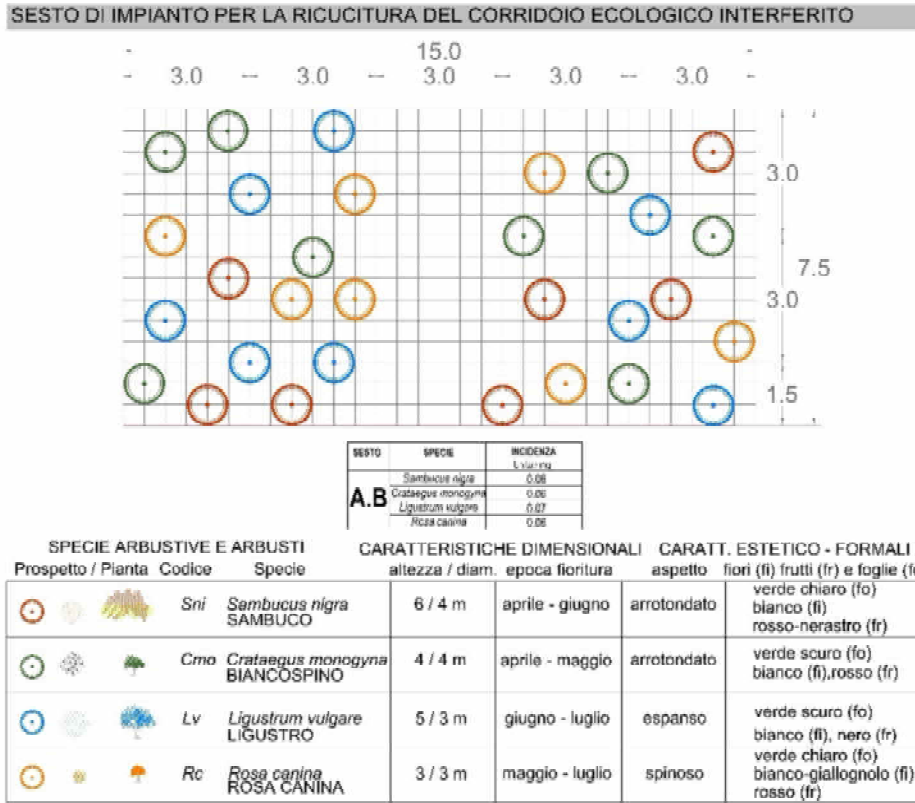 SESTO DI IMPIANTO PER LA RICUCITURA DEL CORRIDOIO ECOLOGICO INTERFERITO
15.0
3.0 3.0 3.0 3.0 3.0
3.0
7.5
3.0
1.5
SESTO SPECIE INCIDENZA
A.B
Sambucus nigra 0.06
Crataegus monogyna 0.06
Ligustrum vulgare 0.07
Rosa canina 0.06
SPECIE ARBUSTIVE E ARBUSTI CARATTERISTICHE DIMENSIONALI CARATT. ESTETICO - FORMALI
Prospetto / Pianta Codice Specie altezza / diam. epoca fioritura aspetto fiori (fi) frutti (fr) e foglie
Sni Sambucus nigra SAMBUCO 6 / 4 m aprile - giugno arrotondato verde chiaro (fo) bianco (fi) rosso-nerastro (fr)
Cmo Crataegus monogyna BIANCOSPINO 4 / 4 m aprile - maggio arrotondato verde scuro (fo) bianco (fi),rosso (fr)
Lv Ligustrum vulgare LIGUSTRO 5 / 3 m giugno - luglio espanso verde scuro (fo) bianco (fi), nero (fr)
Rc Rosa canina ROSA CANINA 3 / 3 m maggio - luglio spinoso verde chiaro (fo) bianco-giallognolo (fi) rosso (fr)